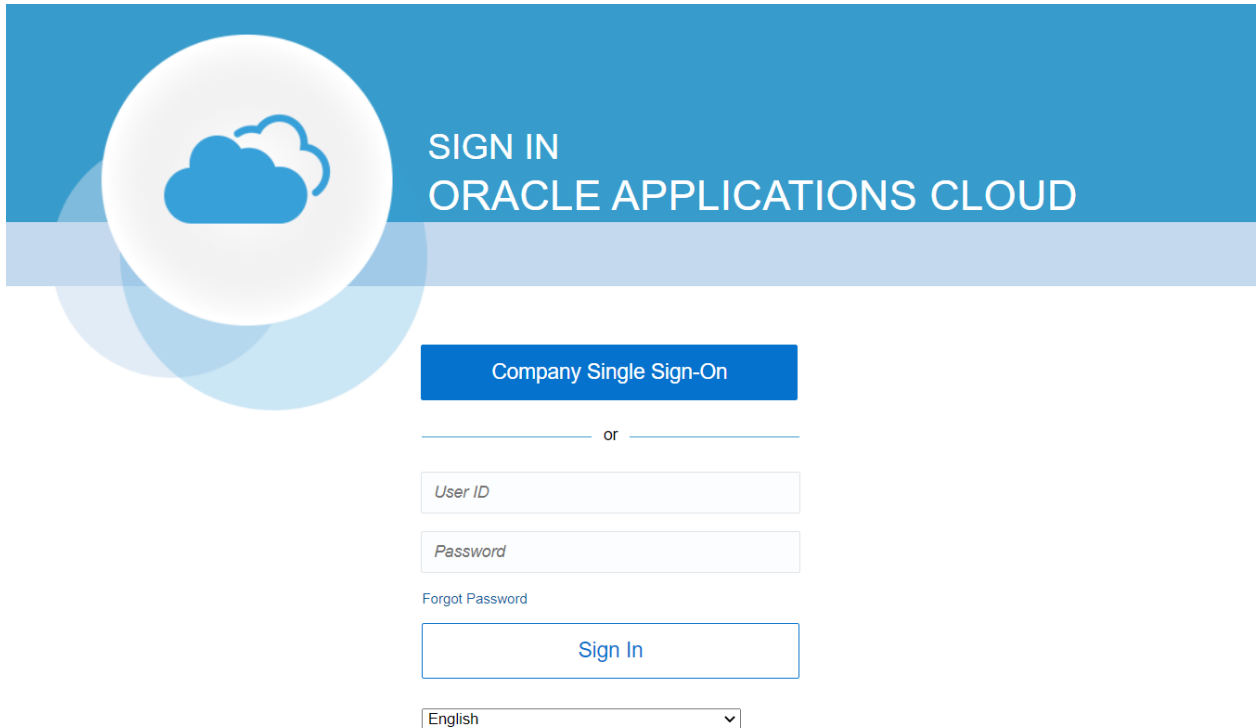 SIGN IN
ORACLE APPLICATIONS CLOUD
Company Single Sign-On
or
User ID
Password
Forgot Password
Sign In
English